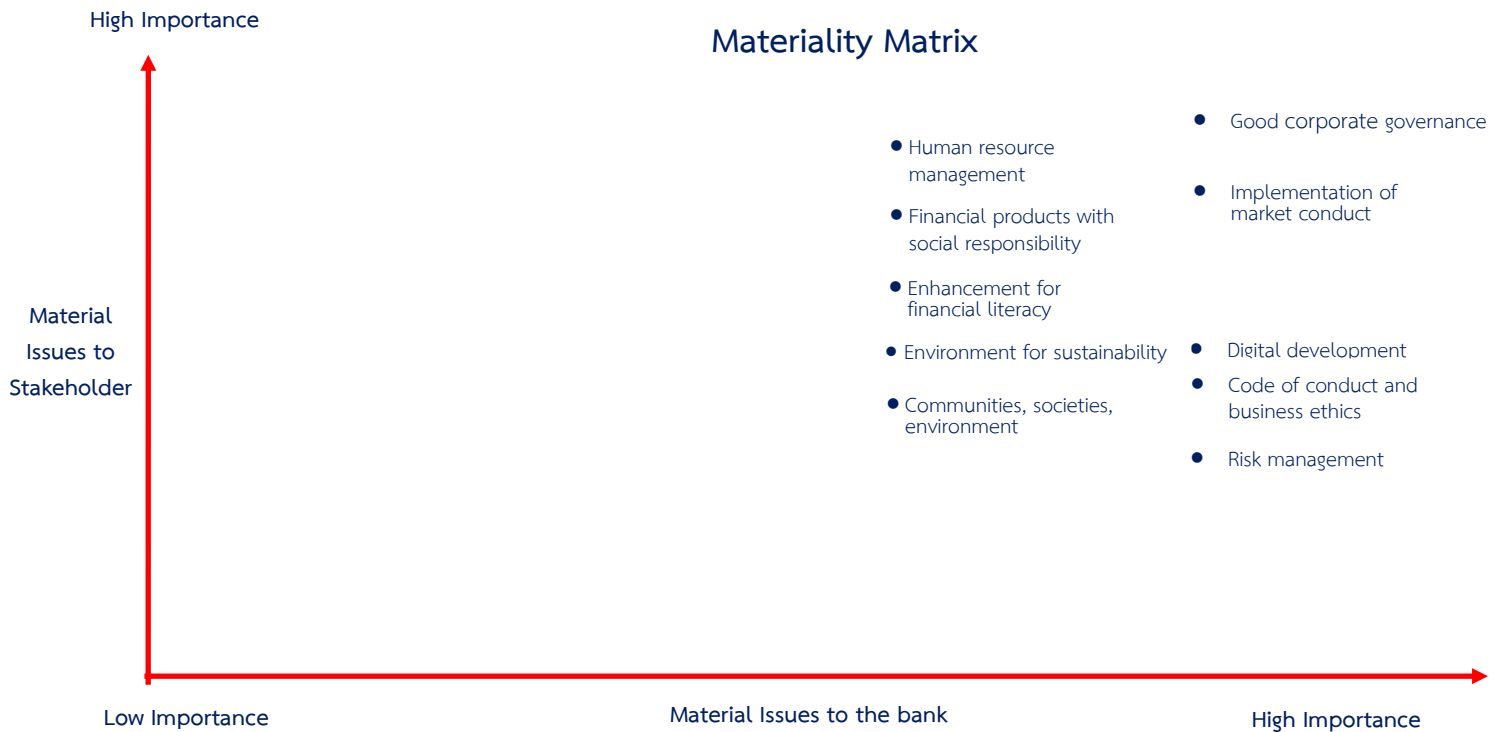 High Importance
Materiality Matrix
• Good corporate governance
• Human resource
management
• Implementation of
market conduct
• Financial products with
social responsibility
• Enhancement for
financial literacy
Material
Issues to
Stakeholder
• Environment for sustainability
• Digital development
• Code of conduct and
business ethics
• Communities, societies,
environment
• Risk management
Low Importance
Material Issues to the bank
High Importance